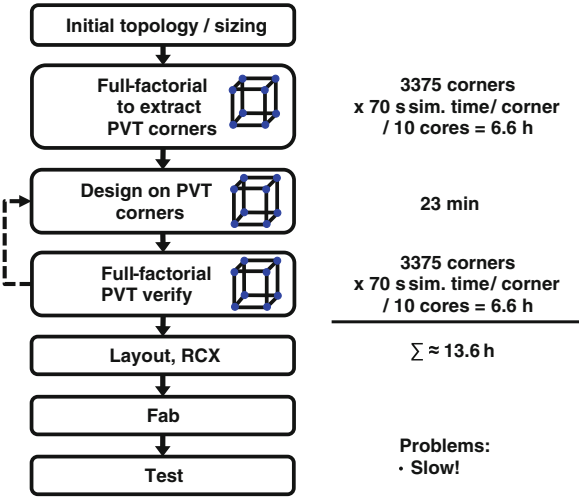 Initial topology / sizing
Full-factorial
to extract
PVT corners
3375 corners
x 70 s sim. time/ corner
/ 10 cores = 6.6 h
Design on PVT
corners
23 min
Full-factorial
PVT verify
3375 corners
x 70 s sim. time/ corner
/ 10 cores = 6.6 h
Layout, RCX
∑ ≈ 13.6 h
Fab
Test
Problems:
· Slow!